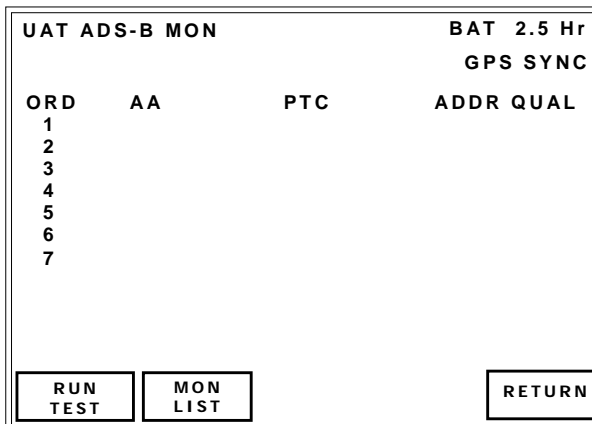 UAT ADS-B MON BAT 2.5 Hr
GPS SYNC
ORD AA PTC ADDR QUAL
1
2
3
4
5
6
7
RUN TEST
MON LIST
RETURN